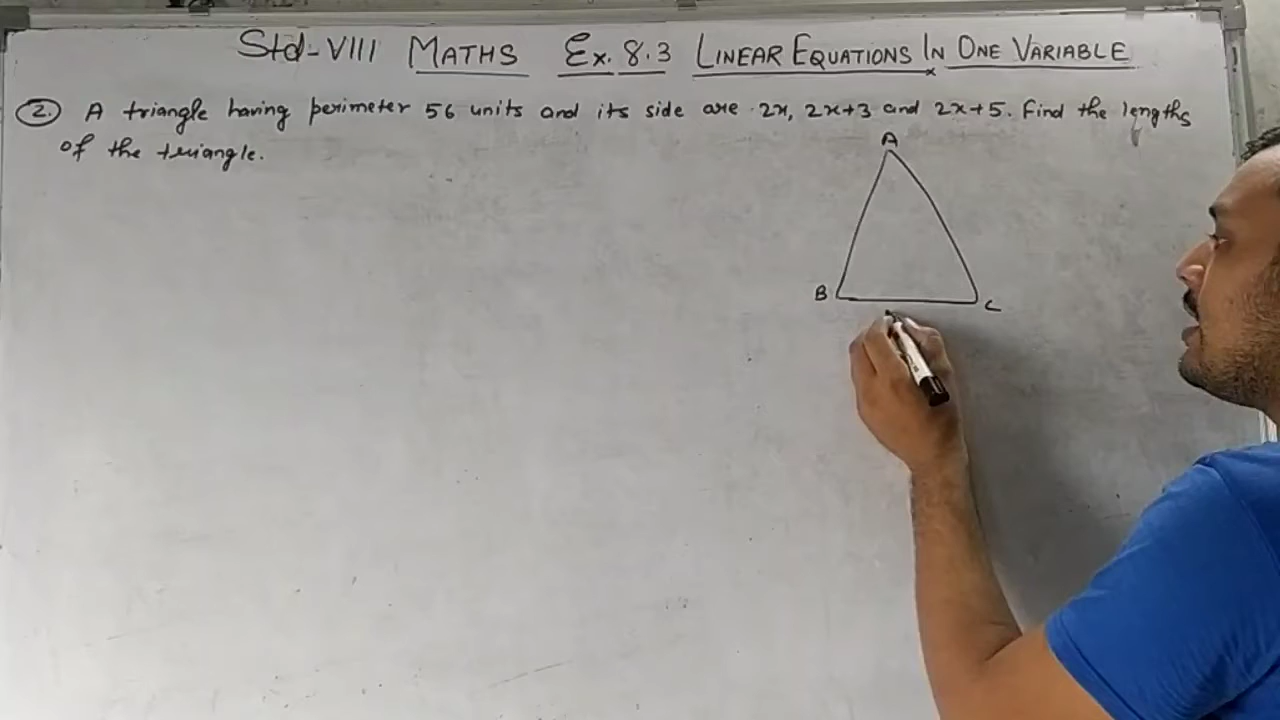 Std-VIII MATHS Ex. 8.3 LINEAR EQUATIONS IN ONE VARIABLE
2. A triangle having perimeter 56 units and its side are 2x, 2x+3 and 2x+5. Find the lengths
of the triangle.
A
B
C